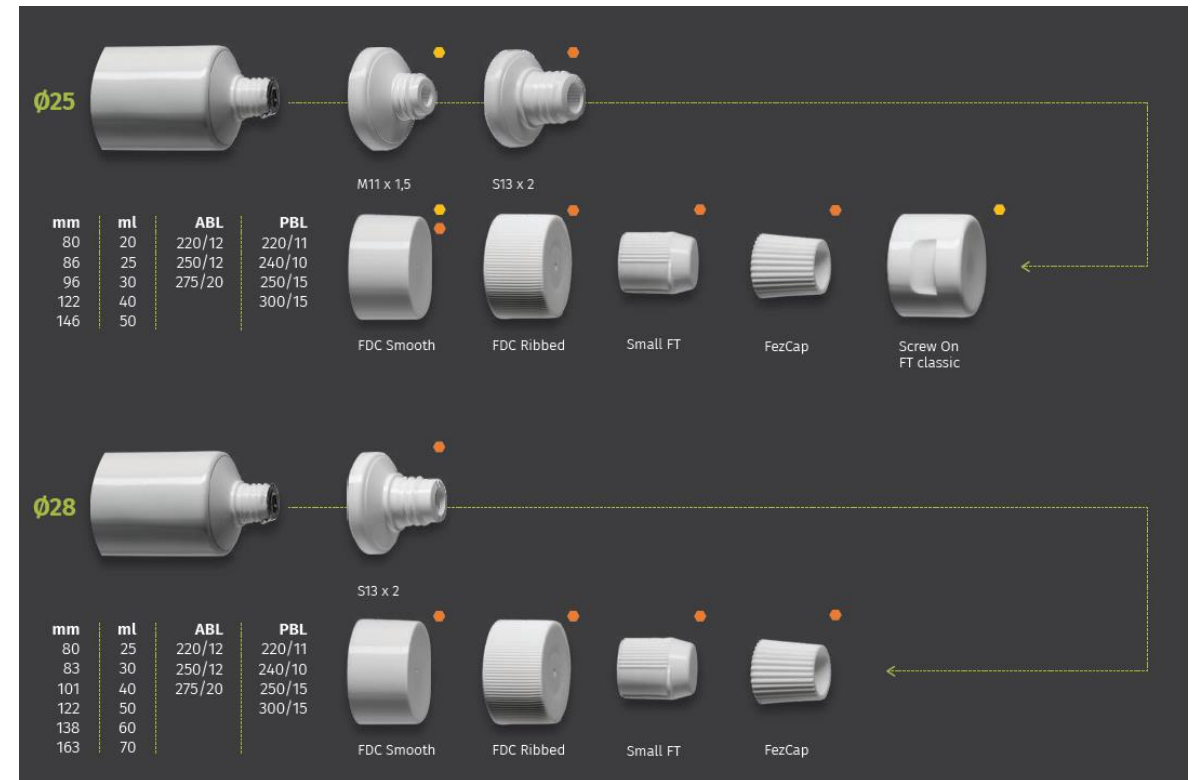 Ø25
M11 x 1,5 S13 x 2
mm ml ABL PBL
80 20 220/12 220/11
86 25 250/12 240/10
96 30 275/20 250/15
122 40 300/15
146 50
FDC Smooth FDC Ribbed Small FT FezCap Screw On
FT classic
Ø28
S13 x 2
mm ml ABL PBL
80 25 220/12 220/11
83 30 250/12 240/10
101 40 275/20 250/15
122 50 300/15
138 60
163 70
FDC Smooth FDC Ribbed Small FT FezCap